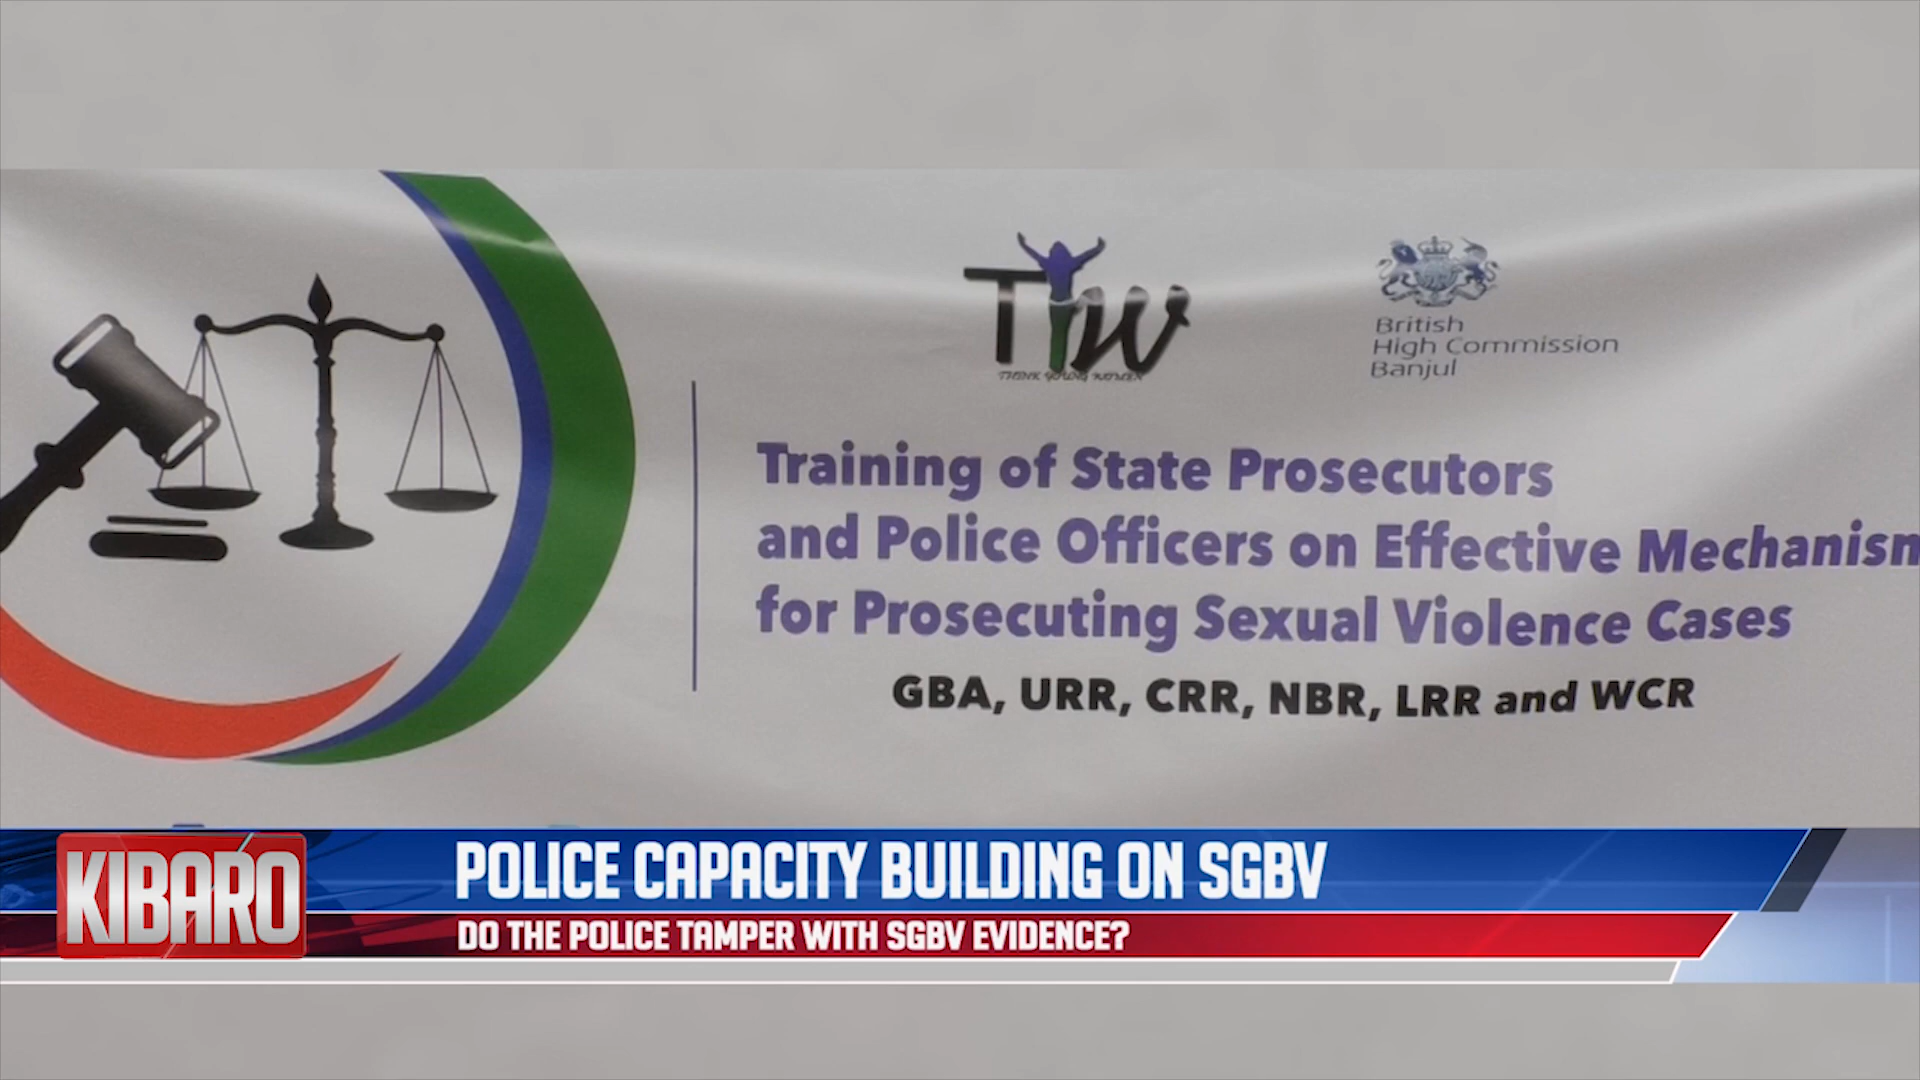 TYW
THINK YOUNG WOMEN
British
High Commission
Banjul
Training of State Prosecutors
and Police Officers on Effective Mechanism
for Prosecuting Sexual Violence Cases
GBA, URR, CRR, NBR, LRR and WCR
KIBARO
POLICE CAPACITY BUILDING ON SGBV
DO THE POLICE TAMPER WITH SGBV EVIDENCE?